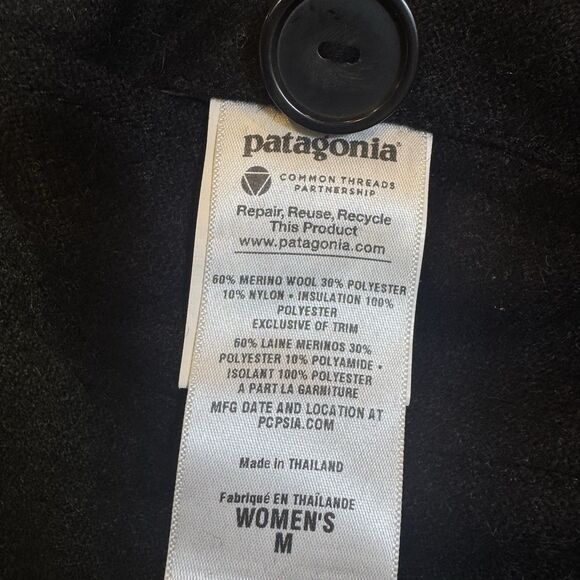 patagonia®
COMMON THREADS
PARTNERSHIP
Repair, Reuse, Recycle
This Product
www.patagonia.com
60% MERINO WOOL 30% POLYESTER
10% NYLON • INSULATION 100%
POLYESTER
EXCLUSIVE OF TRIM
60% LAINE MERINOS 30%
POLYESTER 10% POLYAMIDE •
ISOLANT 100% POLYESTER
A PART LA GARNITURE
MFG DATE AND LOCATION AT
PCPSIA.COM
Made in THAILAND
Fabriqué EN THAÏLANDE
WOMEN'S
M